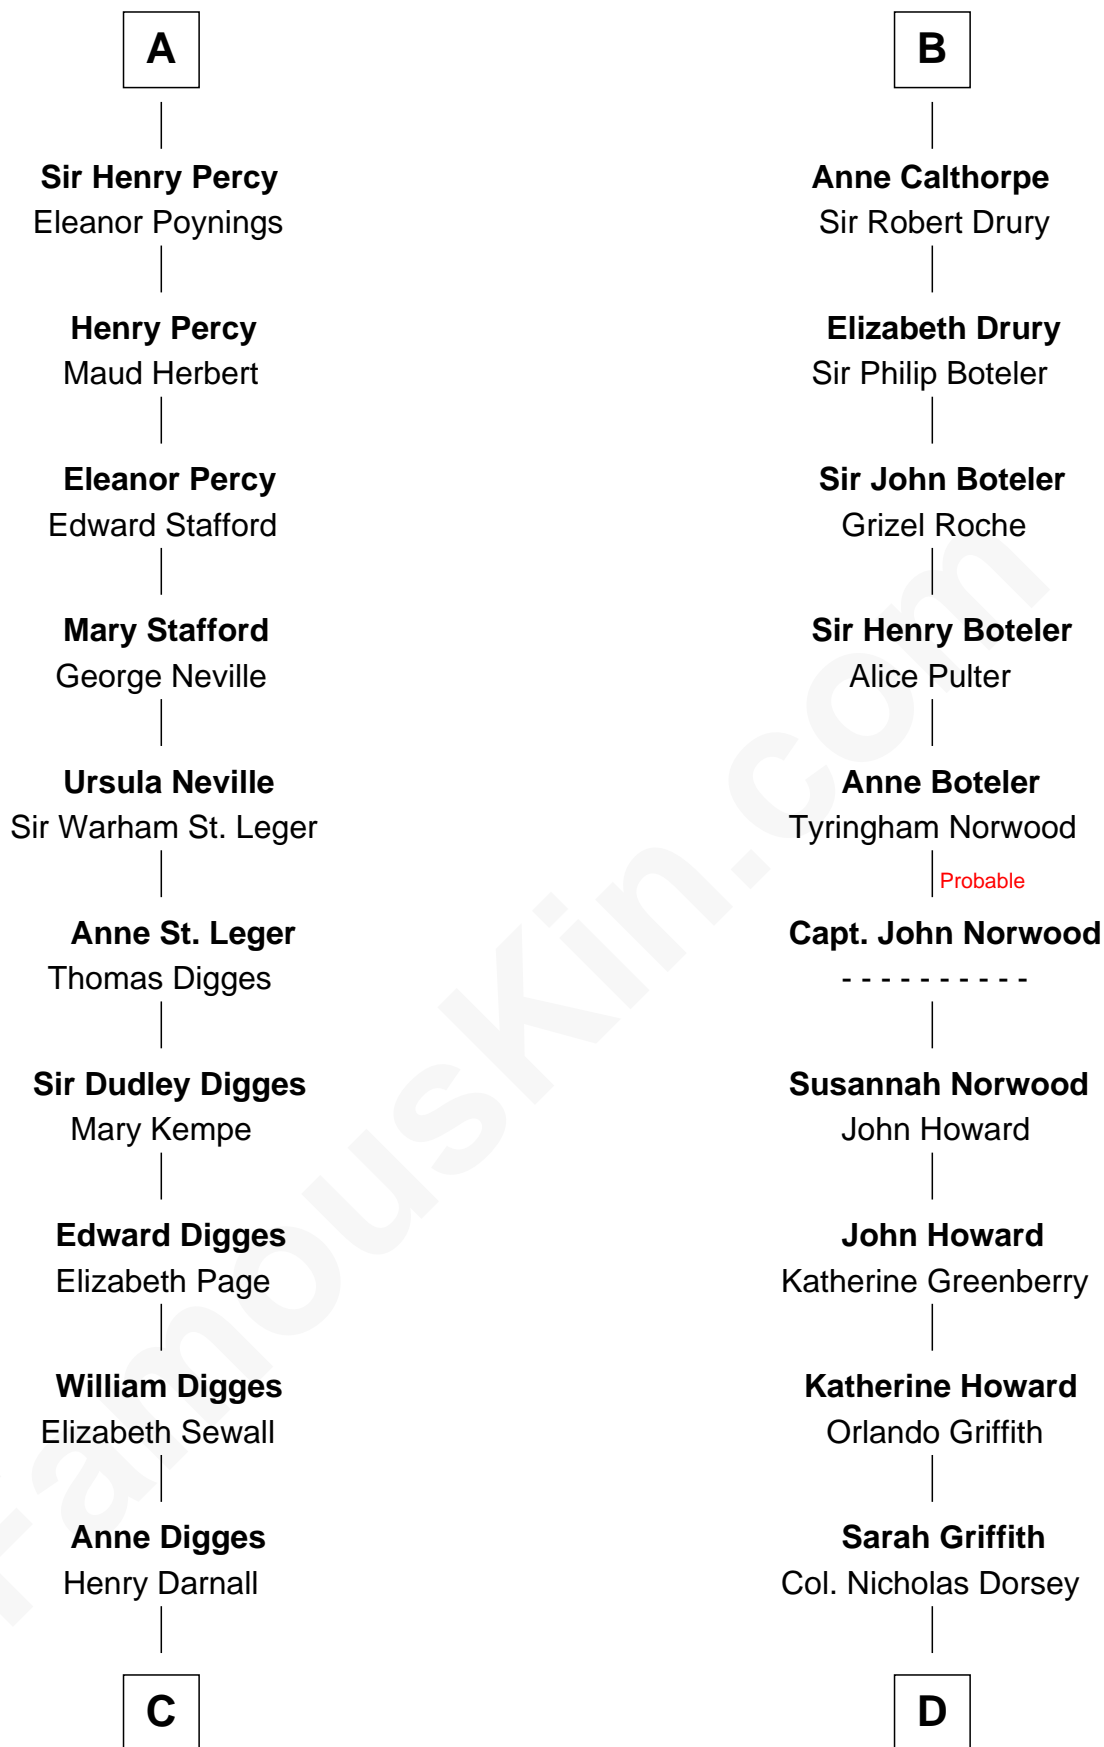 A
Sir Henry Percy
Eleanor Poynings
Henry Percy
Maud Herbert
Eleanor Percy
Edward Stafford
Mary Stafford
George Neville
Ursula Neville
Sir Warham St. Leger
Anne St. Leger
Thomas Digges
Sir Dudley Digges
Mary Kempe
Edward Digges
Elizabeth Page
William Digges
Elizabeth Sewall
Anne Digges
Henry Darnall
C
B
Anne Calthorpe
Sir Robert Drury
Elizabeth Drury
Sir Philip Boteler
Sir John Boteler
Grizel Roche
Sir Henry Boteler
Alice Pulter
Anne Boteler
Tyringham Norwood
Probable
Capt. John Norwood
- - - - - - - - - -
Susannah Norwood
John Howard
John Howard
Katherine Greenberry
Katherine Howard
Orlando Griffith
Sarah Griffith
Col. Nicholas Dorsey
D
FamousKin.com